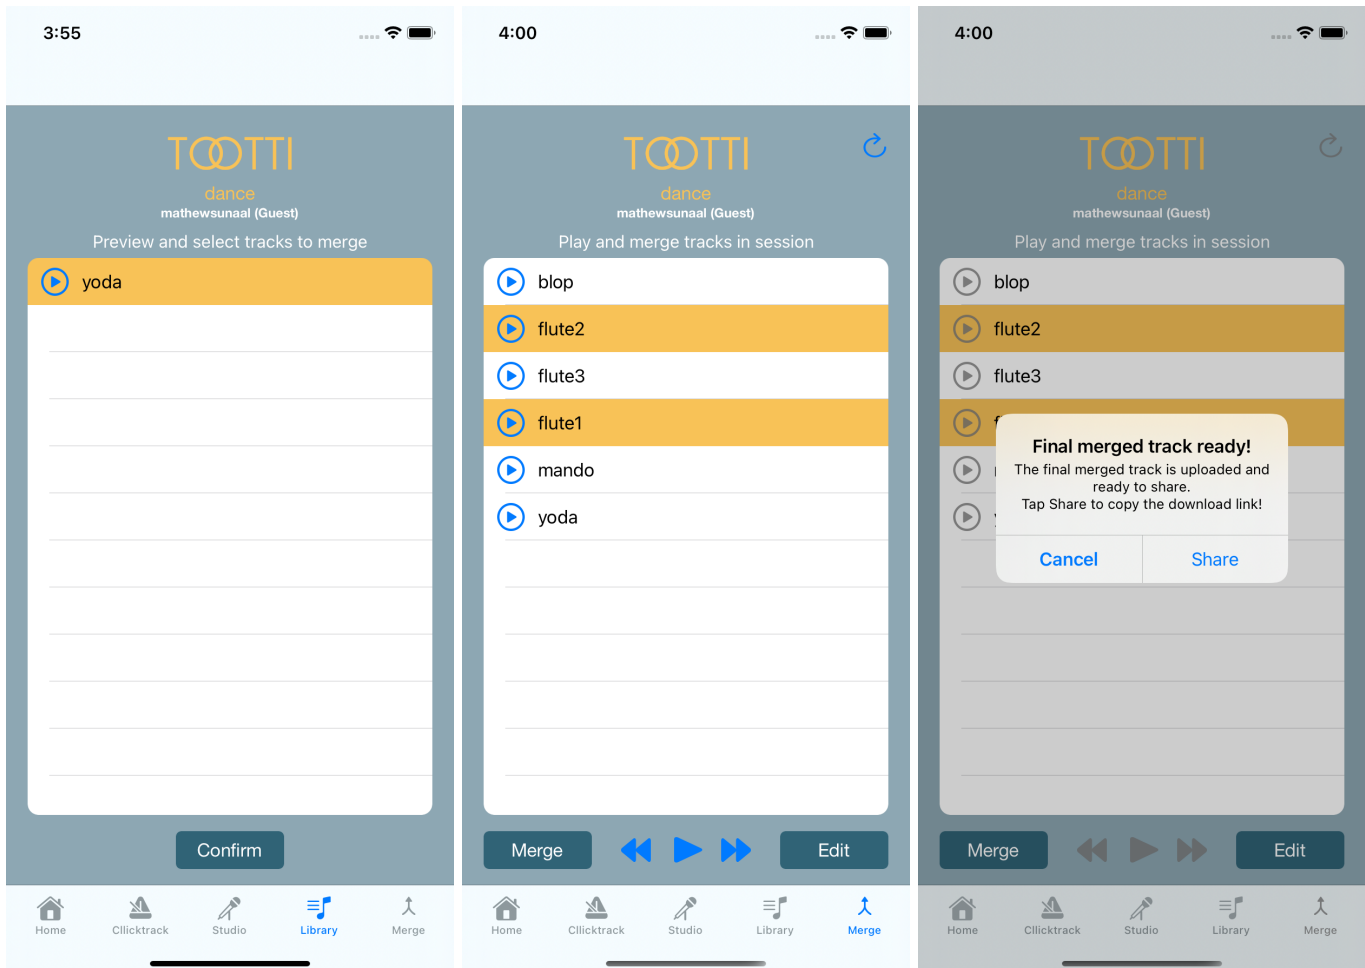 3:55
TOOTTI
dance
mathewsunaal (Guest)
Preview and select tracks to merge
yoda
Confirm
Home
Cllicktrack
Studio
Library
Merge
4:00
TOOTTI
dance
mathewsunaal (Guest)
Play and merge tracks in session
blop
flute2
flute3
flute1
mando
yoda
Merge
Edit
Home
Cllicktrack
Studio
Library
Merge
4:00
TOOTTI
dance
mathewsunaal (Guest)
Play and merge tracks in session
blop
flute2
flute3
Final merged track ready!
The final merged track is uploaded and
ready to share.
Tap Share to copy the download link!
Cancel
Share
Merge
Edit
Home
Cllicktrack
Studio
Library
Merge